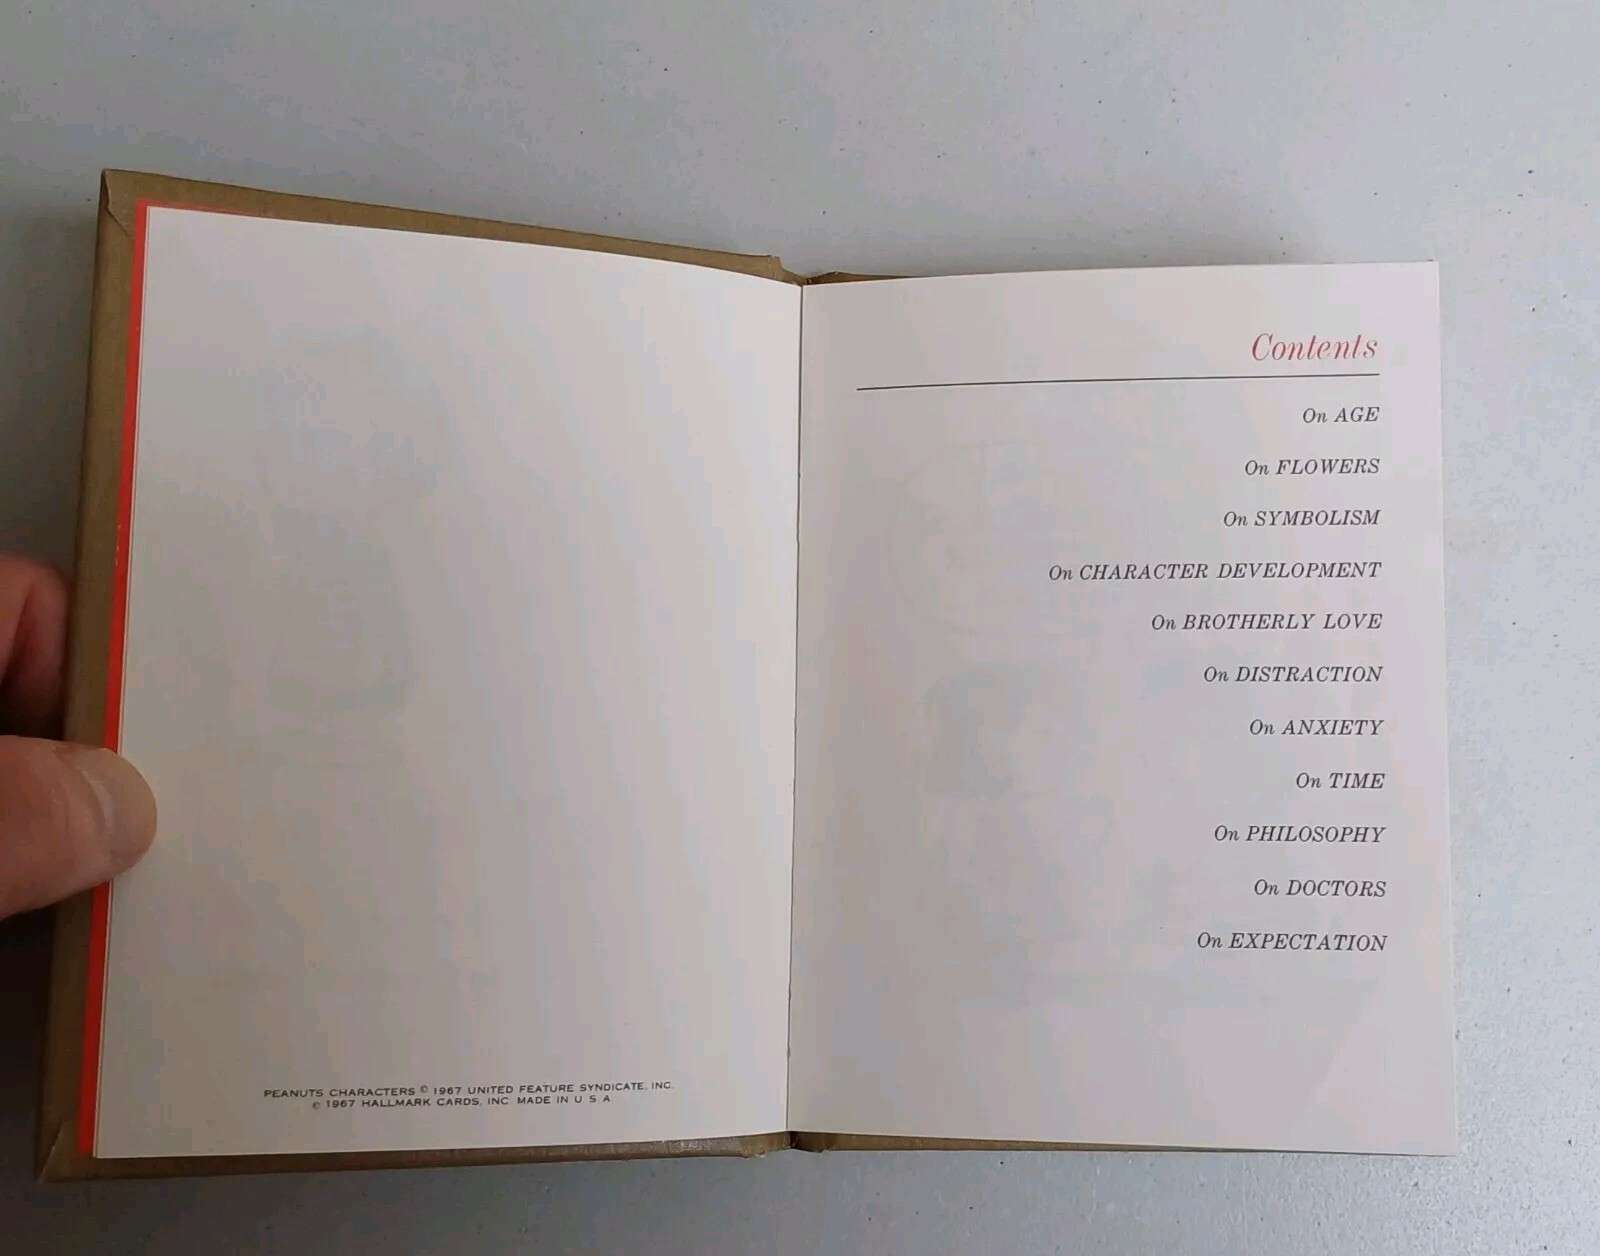 PEANUTS CHARACTERS © 1967 UNITED FEATURE SYNDICATE, INC.
© 1967 HALLMARK CARDS, INC. MADE IN U S A
Contents
On AGE
On FLOWERS
On SYMBOLISM
On CHARACTER DEVELOPMENT
On BROTHERLY LOVE
On DISTRACTION
On ANXIETY
On TIME
On PHILOSOPHY
On DOCTORS
On EXPECTATION